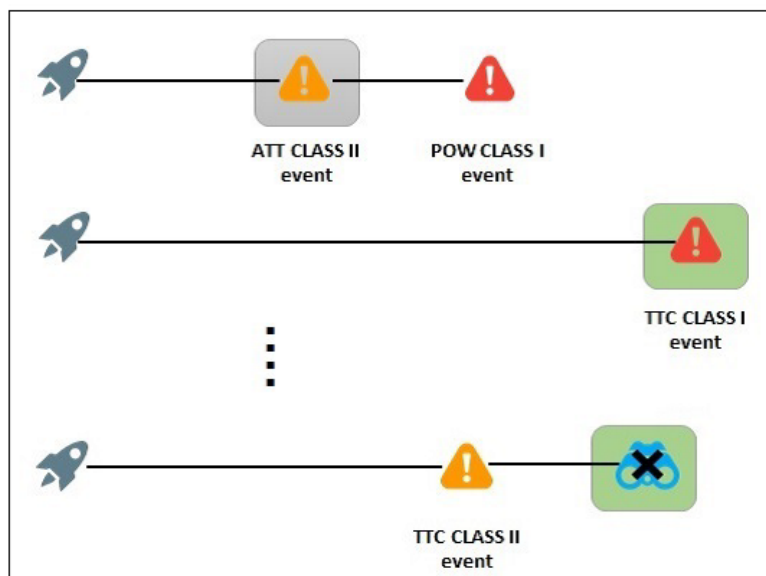 ATT CLASS II
event
POW CLASS I
event
TTC CLASS I
event
TTC CLASS II
event